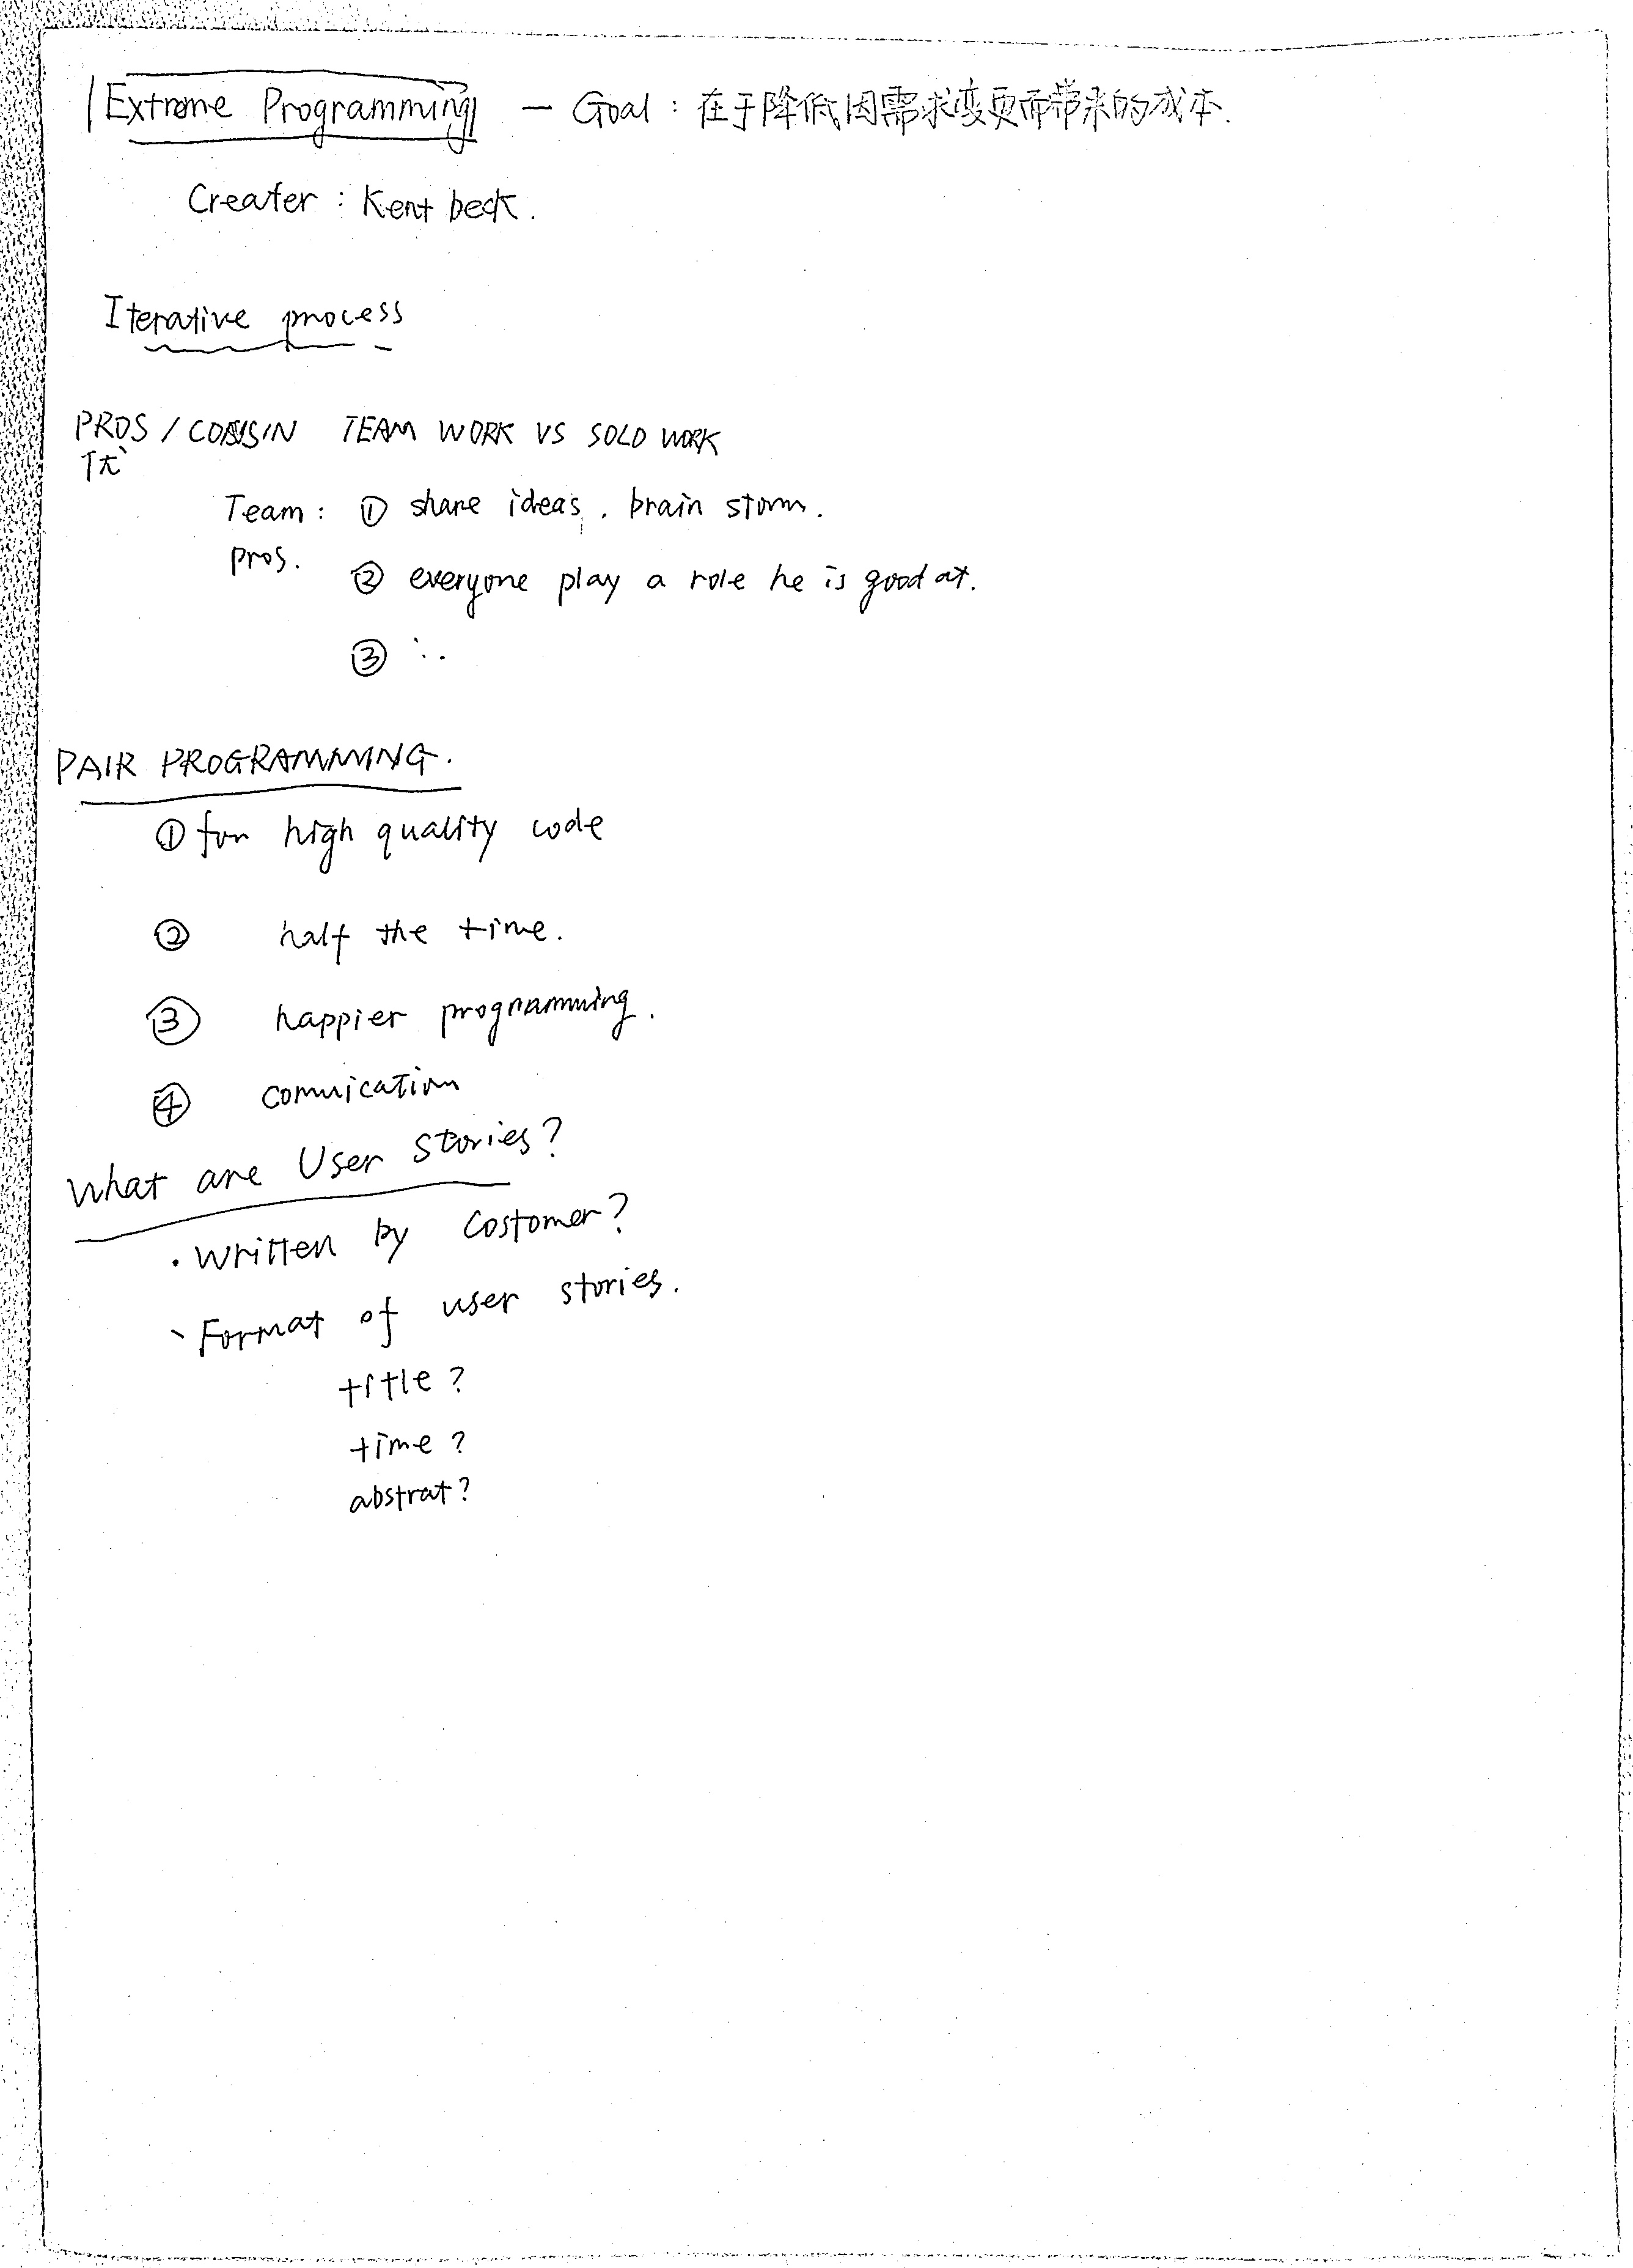 Extreme Programming — Goal : 在于降低因需求变更而带来的成本.
Creater : Kent beck.
Iterative process
PROS / CONS IN TEAM WORK VS SOLO WORK
优
Team : ① share ideas , brain storm.
pros.
② everyone play a role he is good at.
③ ...
PAIR PROGRAMMING.
① for high quality code
② half the time.
③ happier programming.
④ comunication
What are User Stories?
· Written by Costomer?
· Format of user stories.
title?
time?
abstrat?